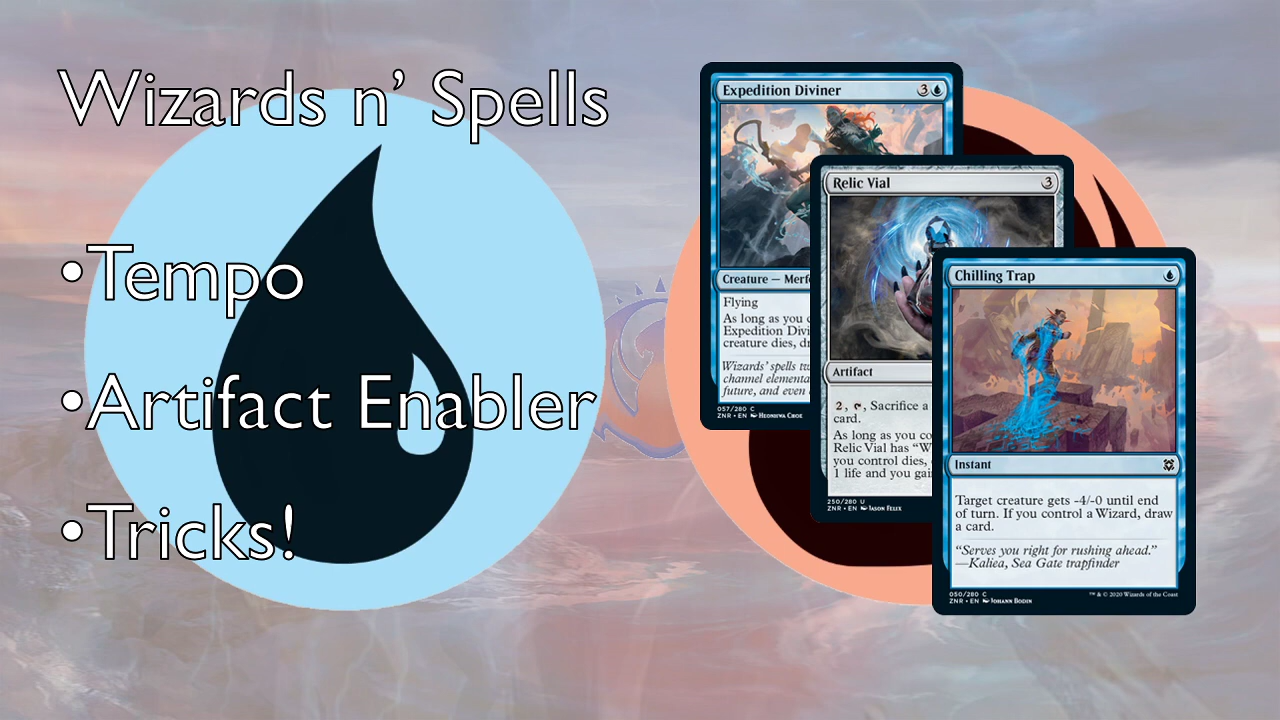 Wizards n' Spells
•Tempo
•Artifact Enabler
•Tricks!
Expedition Diviner 3
Creature — Merf
Flying
As long as you c
Expedition Divi
creature dies, dr
Wizards' spells tw
channel elementa
future, and even
057/280 C
ZNR • EN HEONHWA CHOE
Relic Vial 3
Artifact
2, , Sacrifice a
card.
As long as you co
Relic Vial has "W
you control dies,
1 life and you gai
250/280 U
ZNR • EN JASON FELIX
Chilling Trap
Instant
Target creature gets -4/-0 until end
of turn. If you control a Wizard, draw
a card.
"Serves you right for rushing ahead."
—Kaliea, Sea Gate trapfinder
050/280 C
ZNR • EN JOHANN BODIN
™ & © 2020 Wizards of the Coast